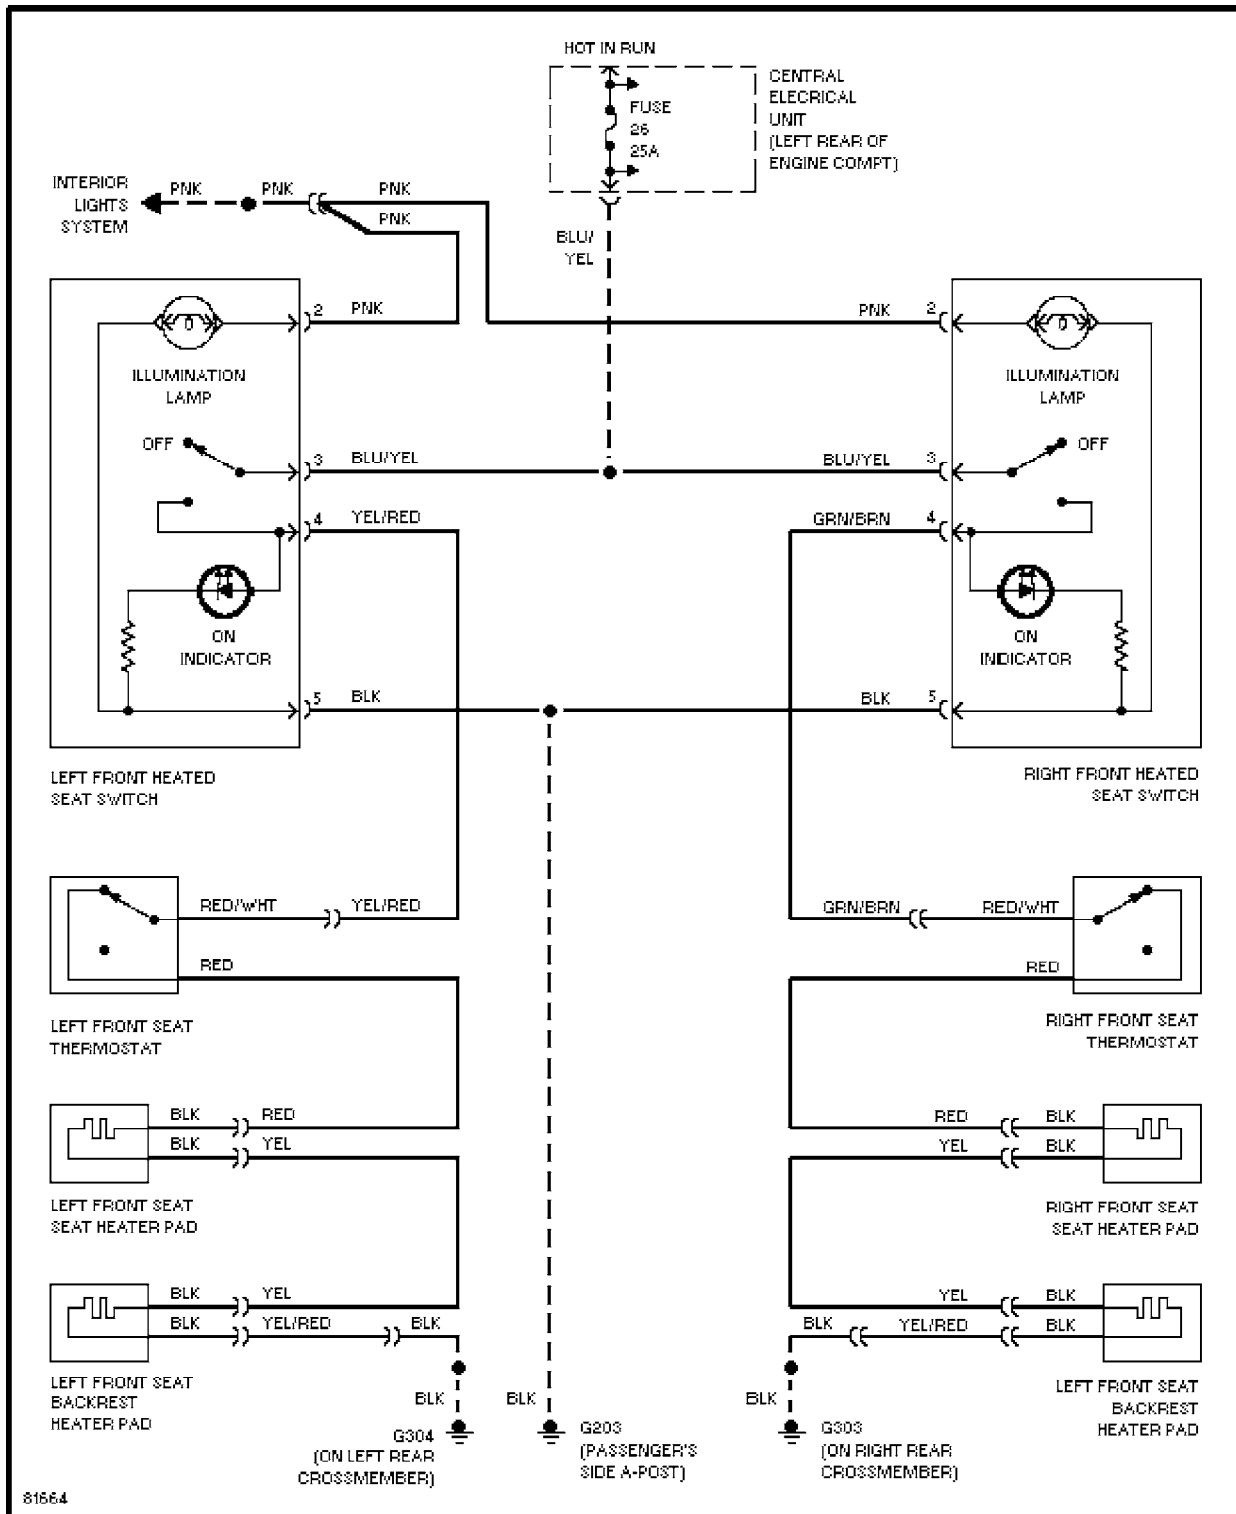 HOT IN RUN
CENTRAL
ELECRICAL
UNIT
(LEFT REAR OF
ENGINE COMPT)
FUSE
26
25A
INTERIOR
LIGHTS
SYSTEM
PNK PNK PNK
PNK
BLU/
YEL
2 PNK
PNK 2
ILLUMINATION
LAMP
ILLUMINATION
LAMP
OFF
OFF
3 BLU/YEL
BLU/YEL 3
4 YEL/RED
GRN/BRN 4
ON
INDICATOR
ON
INDICATOR
5 BLK
BLK 5
LEFT FRONT HEATED
SEAT SWITCH
RIGHT FRONT HEATED
SEAT SWITCH
RED/WHT YEL/RED
GRN/BRN RED/WHT
RED
RED
LEFT FRONT SEAT
THERMOSTAT
RIGHT FRONT SEAT
THERMOSTAT
BLK RED
RED BLK
BLK YEL
YEL BLK
LEFT FRONT SEAT
SEAT HEATER PAD
RIGHT FRONT SEAT
SEAT HEATER PAD
BLK YEL
YEL BLK
BLK YEL/RED BLK
BLK YEL/RED BLK
LEFT FRONT SEAT
BACKREST
HEATER PAD
LEFT FRONT SEAT
BACKREST
HEATER PAD
BLK BLK BLK
G304
(ON LEFT REAR
CROSSMEMBER)
G203
(PASSENGER'S
SIDE A-POST)
G303
(ON RIGHT REAR
CROSSMEMBER)
81664